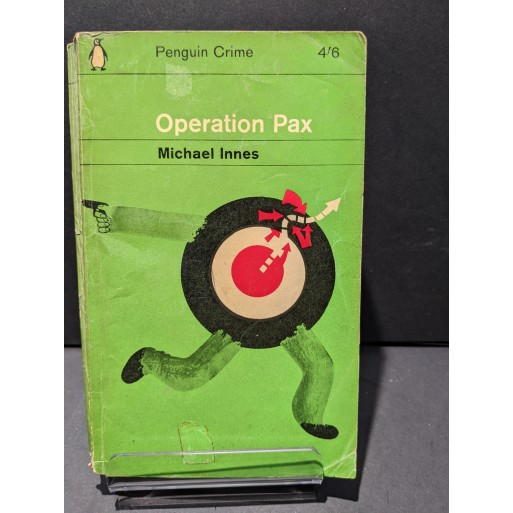 Penguin Crime 4'6
Operation Pax
Michael Innes